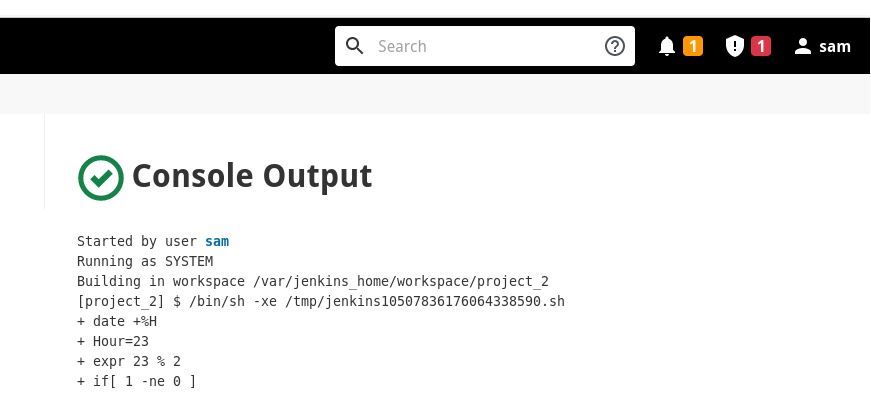 Search
1
1
sam
Console Output
Started by user sam
Running as SYSTEM
Building in workspace /var/jenkins_home/workspace/project_2
[project_2] $ /bin/sh -xe /tmp/jenkins10507836176064338590.sh
+ date +%H
+ Hour=23
+ expr 23 % 2
+ if[ 1 -ne 0 ]